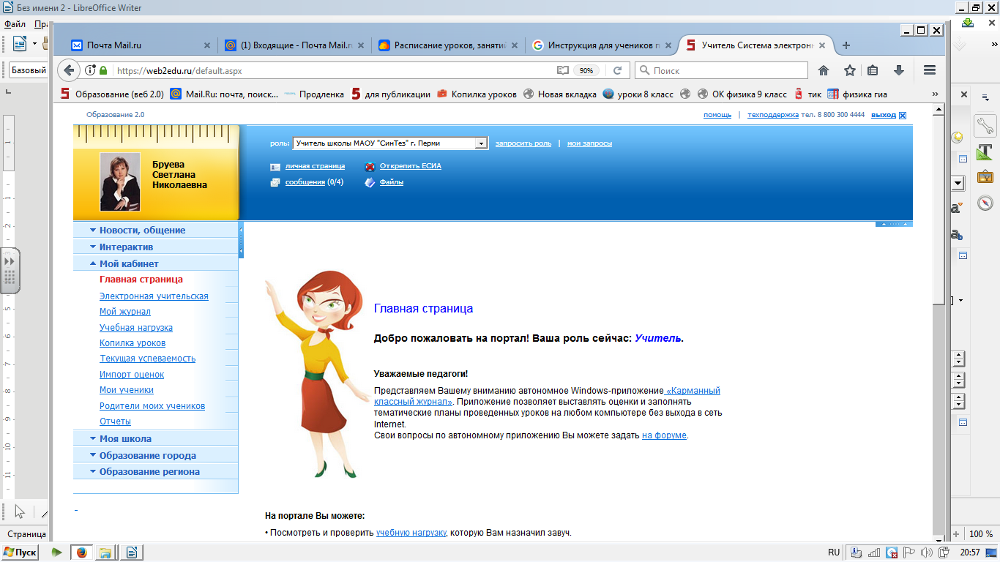 Без имени 2 - LibreOffice Writer
Файл
Почта Mail.ru
(1) Входящие - Почта Mail.ru
Расписание уроков, занятий
Инструкция для учеников п
Учитель Система электрон
https://web2edu.ru/default.aspx
90%
Поиск
Базовый
Образование (веб 2.0)
Mail.Ru: почта, поиск...
Продленка
для публикации
Копилка уроков
Новая вкладка
уроки 8 класс
ОК физика 9 класс
тик
физика гиа
Образование 2.0
помощь | техподдержка тел. 8 800 300 4444 выход
роль: Учитель школы МАОУ "СинТез" г. Перми
запросить роль | мои запросы
Бруева
Светлана
Николаевна
личная страница
Открепить ЕСИА
сообщения (0/4)
Файлы
Новости, общение
Интерактив
Мой кабинет
Главная страница
Электронная учительская
Мой журнал
Учебная нагрузка
Копилка уроков
Текущая успеваемость
Импорт оценок
Мои ученики
Родители моих учеников
Отчеты
Моя школа
Образование города
Образование региона
Главная страница
Добро пожаловать на портал! Ваша роль сейчас: Учитель.
Уважаемые педагоги!
Представляем Вашему вниманию автономное Windows-приложение «Карманный
классный журнал». Приложение позволяет выставлять оценки и заполнять
тематические планы проведенных уроков на любом компьютере без выхода в сеть
Internet.
Свои вопросы по автономному приложению Вы можете задать на форуме.
На портале Вы можете:
• Посмотреть и проверить учебную нагрузку, которую Вам назначил завуч.
Страница
100 %
Пуск
RU
20:57